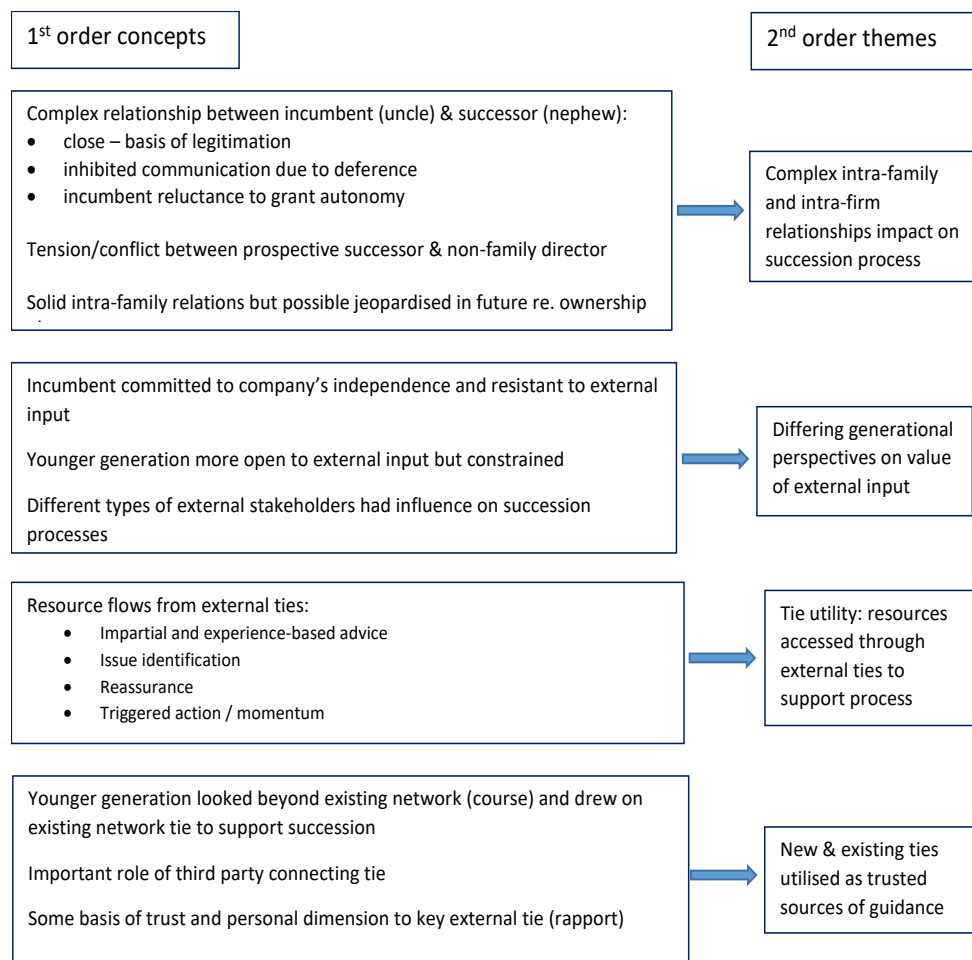 1st order concepts
2nd order themes
Complex relationship between incumbent (uncle) & successor (nephew):
• close – basis of legitimation
• inhibited communication due to deference
• incumbent reluctance to grant autonomy
Tension/conflict between prospective successor & non-family director
Solid intra-family relations but possible jeopardised in future re. ownership
Complex intra-family
and intra-firm
relationships impact on
succession process
Incumbent committed to company’s independence and resistant to external
input
Younger generation more open to external input but constrained
Different types of external stakeholders had influence on succession
processes
Differing generational
perspectives on value
of external input
Resource flows from external ties:
• Impartial and experience-based advice
• Issue identification
• Reassurance
• Triggered action / momentum
Tie utility: resources
accessed through
external ties to
support process
Younger generation looked beyond existing network (course) and drew on
existing network tie to support succession
Important role of third party connecting tie
Some basis of trust and personal dimension to key external tie (rapport)
New & existing ties
utilised as trusted
sources of guidance